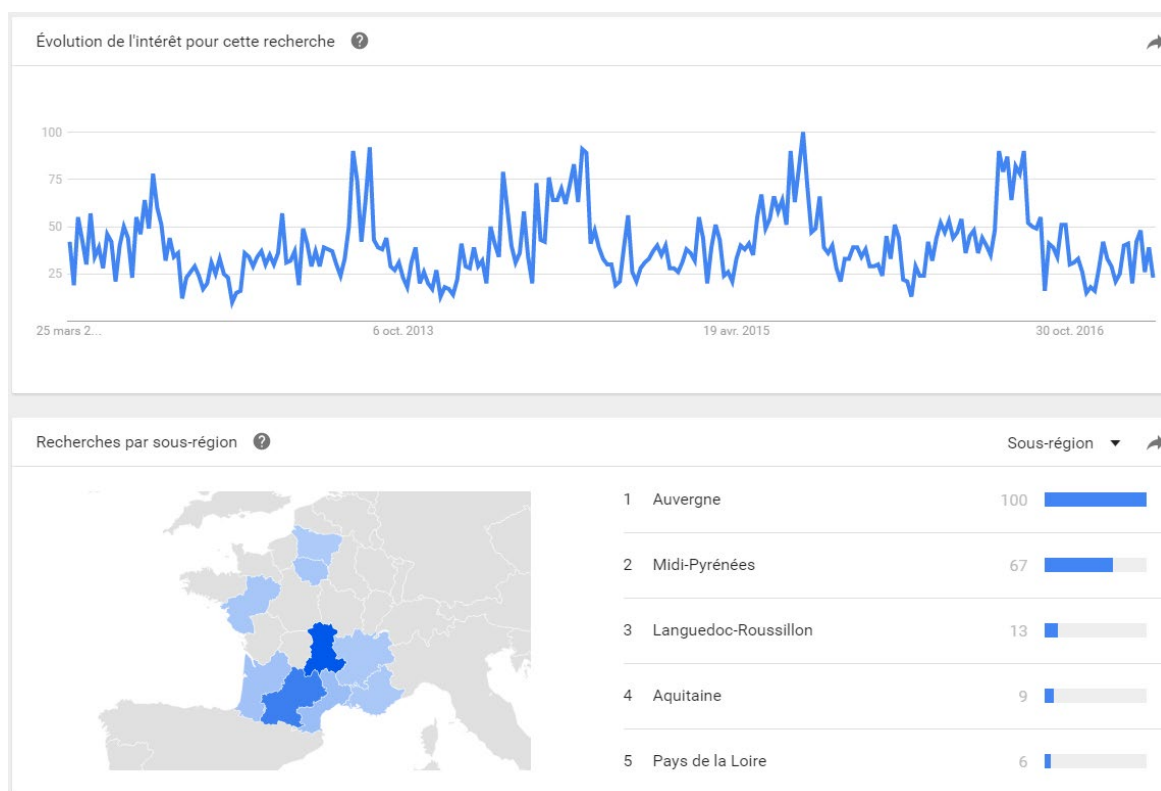 Évolution de l'intérêt pour cette recherche ?
100
75
50
25
25 mars 2... 6 oct. 2013 19 avr. 2015 30 oct. 2016
Recherches par sous-région ? Sous-région
1 Auvergne 100
2 Midi-Pyrénées 67
3 Languedoc-Roussillon 13
4 Aquitaine 9
5 Pays de la Loire 6